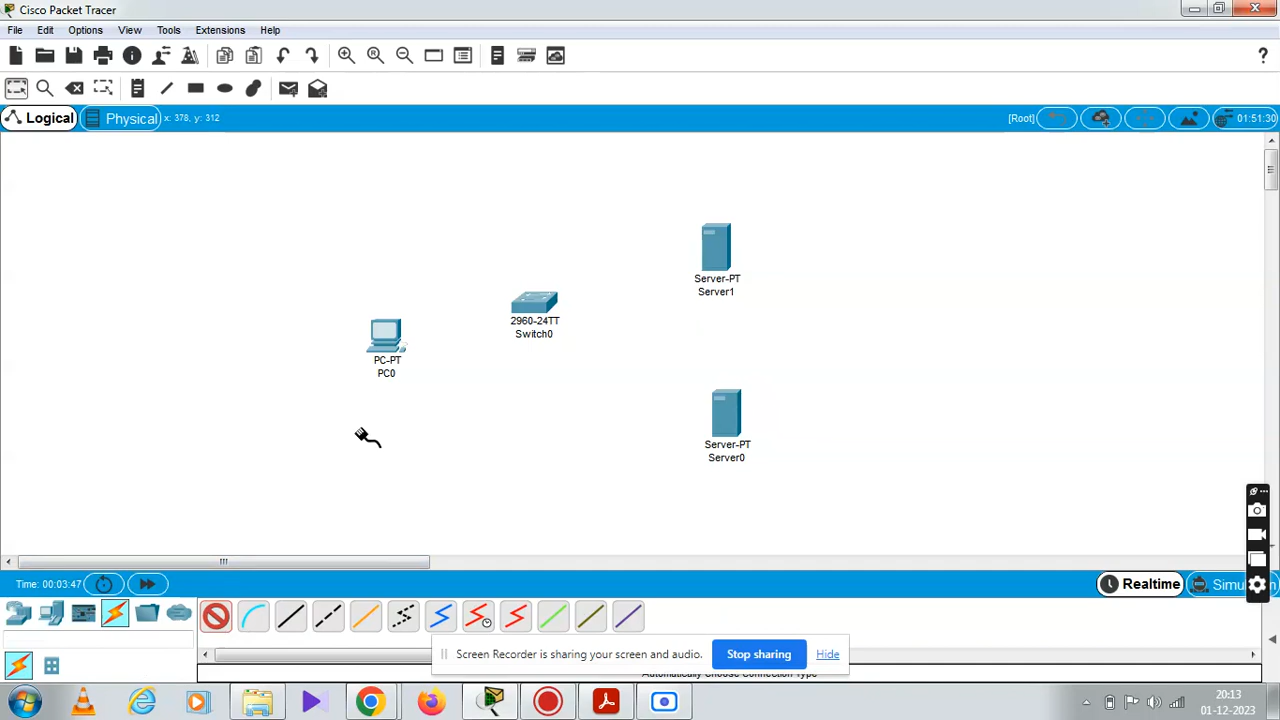 Cisco Packet Tracer
File Edit Options View Tools Extensions Help
?
Logical Physical x: 378, y: 312 [Root] 01:51:30
Server-PT
Server1
2960-24TT
Switch0
PC-PT
PC0
Server-PT
Server0
Time: 00:03:47 Realtime Simu
Screen Recorder is sharing your screen and audio. Stop sharing Hide
Automatically Choose Connection Type
20:13
01-12-2023